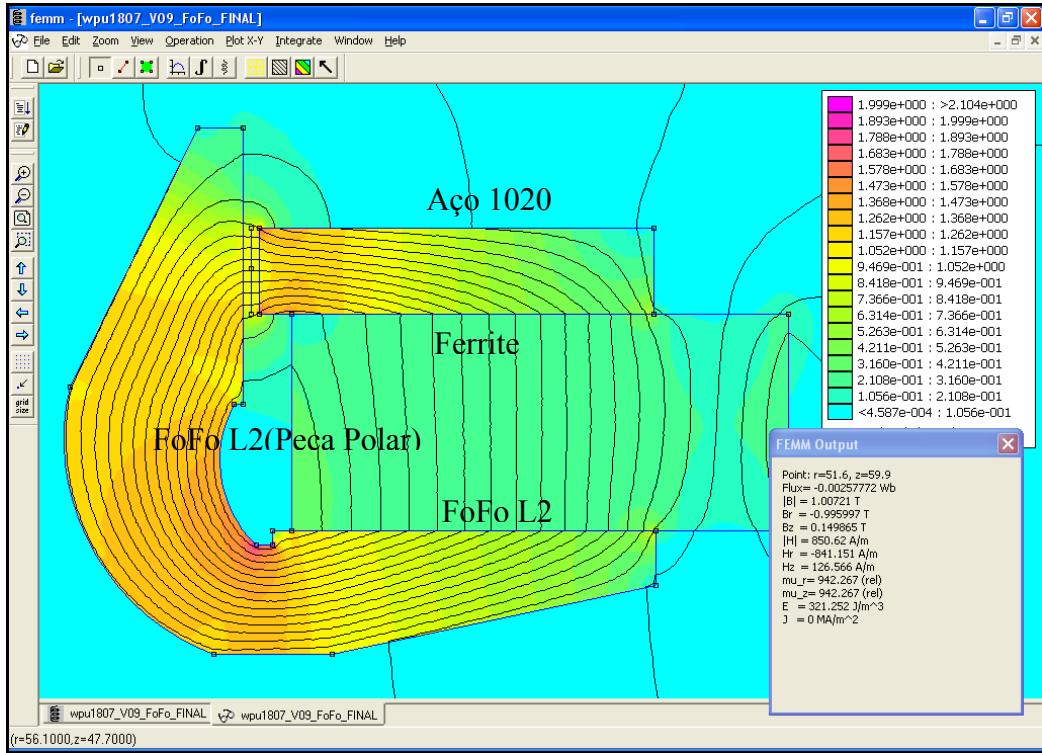 femm - [wpu1807_V09_FoFo_FINAL]
File Edit Zoom View Operation Plot X-Y Integrate Window Help
grid size
Aço 1020
Ferrite
FoFo L2(Peca Polar)
FoFo L2
1.999e+000 : >2.104e+000
1.893e+000 : 1.999e+000
1.788e+000 : 1.893e+000
1.683e+000 : 1.788e+000
1.578e+000 : 1.683e+000
1.473e+000 : 1.578e+000
1.368e+000 : 1.473e+000
1.262e+000 : 1.368e+000
1.157e+000 : 1.262e+000
1.052e+000 : 1.157e+000
9.469e-001 : 1.052e+000
8.418e-001 : 9.469e-001
7.366e-001 : 8.418e-001
6.314e-001 : 7.366e-001
5.263e-001 : 6.314e-001
4.211e-001 : 5.263e-001
3.160e-001 : 4.211e-001
2.108e-001 : 3.160e-001
1.056e-001 : 2.108e-001
<4.587e-004 : 1.056e-001
FEMM Output
Point: r=51.6, z=59.9
Flux= -0.00257772 Wb
|B| = 1.00721 T
Br = -0.995997 T
Bz = 0.149865 T
|H| = 850.62 A/m
Hr = -841.151 A/m
Hz = 126.566 A/m
mu_r= 942.267 (rel)
mu_z= 942.267 (rel)
E = 321.252 J/m^3
J = 0 MA/m^2
wpu1807_V09_FoFo_FINAL wpu1807_V09_FoFo_FINAL
(r=56.1000,z=47.7000)